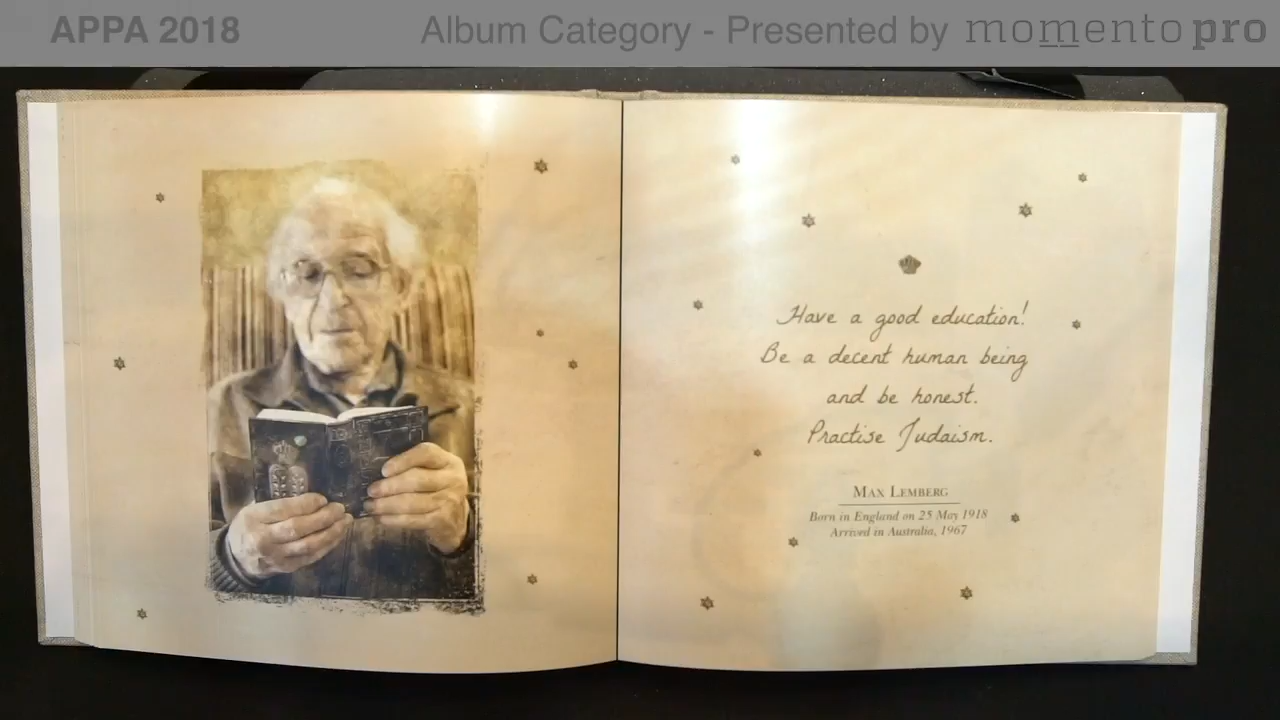 APPA 2018
Album Category - Presented by momento pro
Have a good education!
Be a decent human being
and be honest.
Practise Judaism.
MAX LEMBERG
Born in England on 25 May 1918
Arrived in Australia, 1967